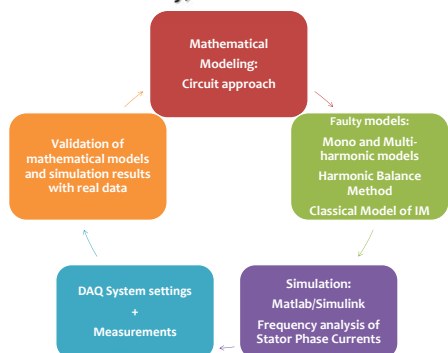 Mathematical
Modeling:
Circuit approach
Faulty models:
Mono and Multi-
harmonic models
Harmonic Balance
Method
Classical Model of IM
Simulation:
Matlab/Simulink
Frequency analysis of
Stator Phase Currents
DAQ System settings
+
Measurements
Validation of
mathematical models
and simulation results
with real data